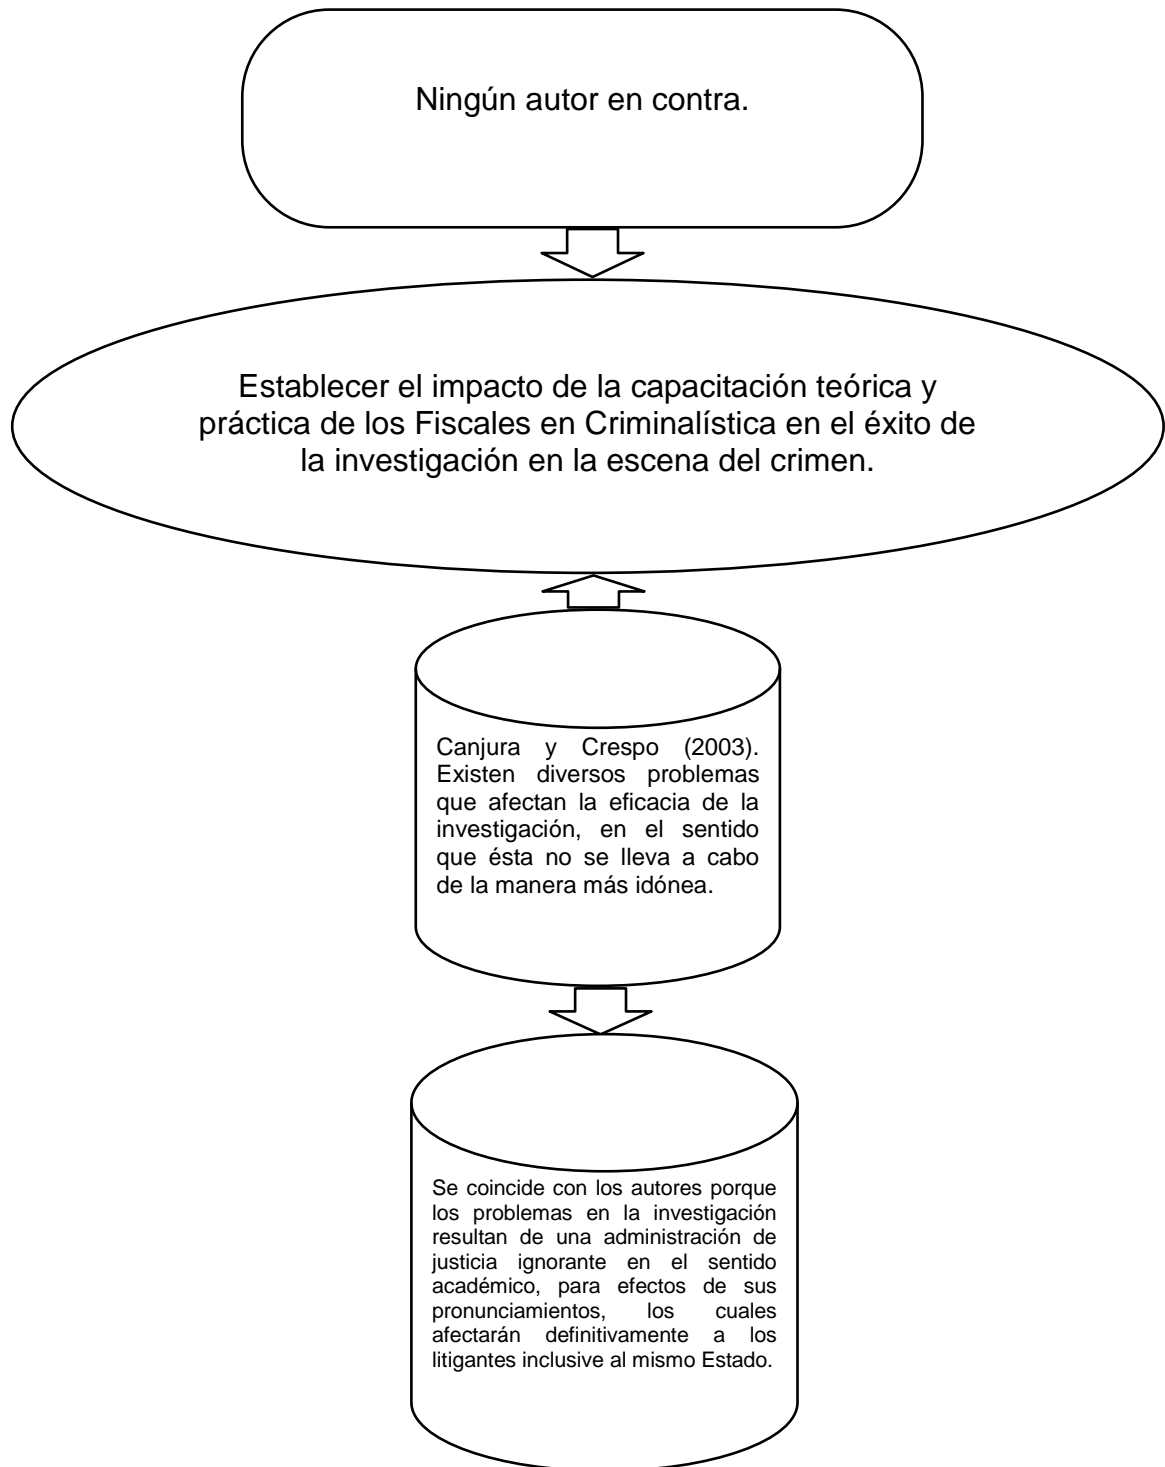 Ningún autor en contra.
Establecer el impacto de la capacitación teórica y
práctica de los Fiscales en Criminalística en el éxito de
la investigación en la escena del crimen.
Canjura y Crespo (2003).
Existen diversos problemas
que afectan la eficacia de la
investigación, en el sentido
que ésta no se lleva a cabo
de la manera más idónea.
Se coincide con los autores porque
los problemas en la investigación
resultan de una administración de
justicia ignorante en el sentido
académico, para efectos de sus
pronunciamientos, los cuales
afectarán definitivamente a los
litigantes inclusive al mismo Estado.